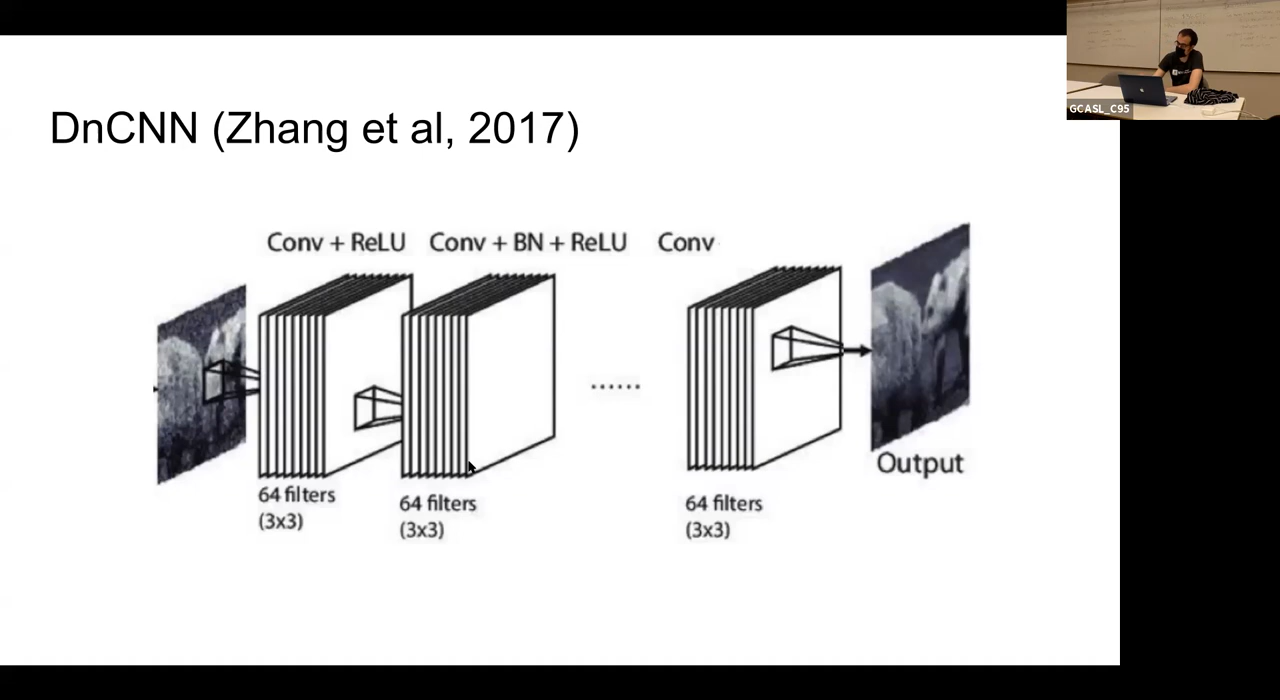 GCASL_C95
DnCNN (Zhang et al, 2017)
Conv + ReLU
Conv + BN + ReLU
Conv
Output
64 filters
(3x3)
64 filters
(3x3)
64 filters
(3x3)